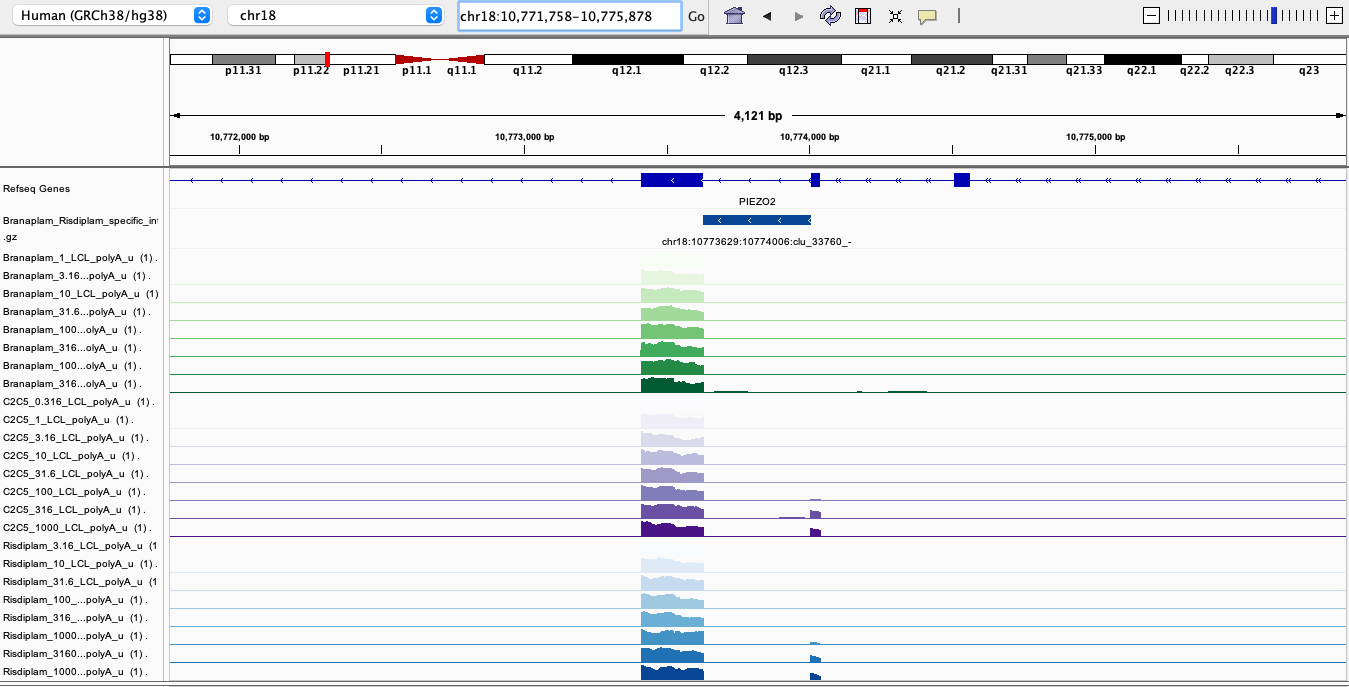 Human (GRCh38/hg38) chr18 chr18:10,771,758-10,775,878 Go
p11.31 p11.22 p11.21 p11.1 q11.1 q11.2 q12.1 q12.2 q12.3 q21.1 q21.2 q21.31 q21.33 q22.1 q22.2 q22.3 q23
4,121 bp
10,772,000 bp 10,773,000 bp 10,774,000 bp 10,775,000 bp
Refseq Genes
PIEZO2
Branaplam_Risdiplam_specific_in
.gz
chr18:10773629:10774006:clu_33760_-
Branaplam_1_LCL_polyA_u (1) .
Branaplam_3.16...polyA_u (1) .
Branaplam_10_LCL_polyA_u (1)
Branaplam_31.6...polyA_u (1) .
Branaplam_100...olyA_u (1) .
Branaplam_316...olyA_u (1) .
Branaplam_100...olyA_u (1) .
Branaplam_316...olyA_u (1) .
C2C5_0.316_LCL_polyA_u (1) .
C2C5_1_LCL_polyA_u (1) .
C2C5_3.16_LCL_polyA_u (1) .
C2C5_10_LCL_polyA_u (1) .
C2C5_31.6_LCL_polyA_u (1) .
C2C5_100_LCL_polyA_u (1) .
C2C5_316_LCL_polyA_u (1) .
C2C5_1000_LCL_polyA_u (1) .
Risdiplam_3.16_LCL_polyA_u (1
Risdiplam_10_LCL_polyA_u (1) .
Risdiplam_31.6_LCL_polyA_u (1
Risdiplam_100_...polyA_u (1) .
Risdiplam_316_...polyA_u (1) .
Risdiplam_1000...polyA_u (1) .
Risdiplam_3160...polyA_u (1) .
Risdiplam_1000...polyA_u (1) .